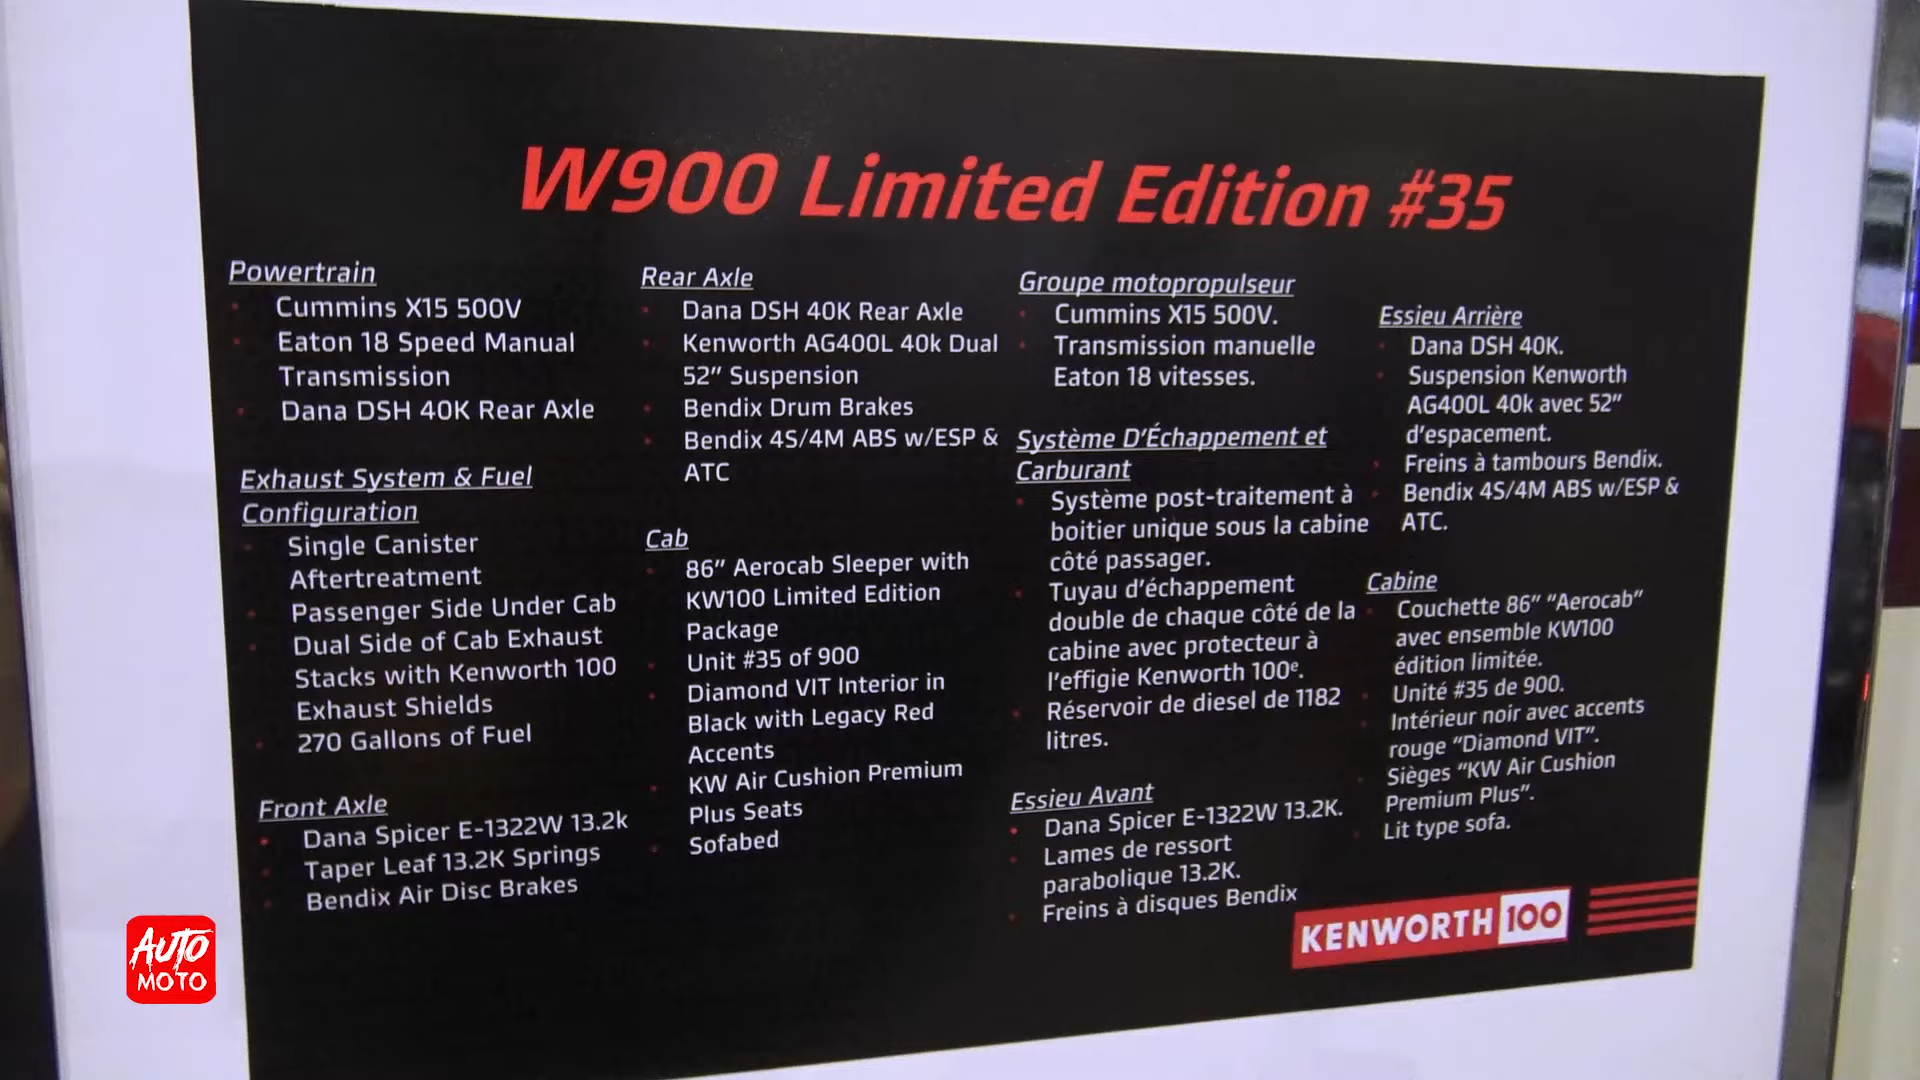 W900 Limited Edition #35
Powertrain
Cummins X15 500V
Eaton 18 Speed Manual
Transmission
Dana DSH 40K Rear Axle
Exhaust System & Fuel
Configuration
Single Canister
Aftertreatment
Passenger Side Under Cab
Dual Side of Cab Exhaust
Stacks with Kenworth 100
Exhaust Shields
270 Gallons of Fuel
Front Axle
Dana Spicer E-1322W 13.2k
Taper Leaf 13.2K Springs
Bendix Air Disc Brakes
Rear Axle
Dana DSH 40K Rear Axle
Kenworth AG400L 40k Dual
52" Suspension
Bendix Drum Brakes
Bendix 4S/4M ABS w/ESP &
ATC
Cab
86" Aerocab Sleeper with
KW100 Limited Edition
Package
Unit #35 of 900
Diamond VIT Interior in
Black with Legacy Red
Accents
KW Air Cushion Premium
Plus Seats
Sofabed
Groupe motopropulseur
Cummins X15 500V.
Transmission manuelle
Eaton 18 vitesses.
Système D'Échappement et
Carburant
Système post-traitement à
boitier unique sous la cabine
côté passager.
Tuyau d'échappement
double de chaque côté de la
cabine avec protecteur à
l'effigie Kenworth 100e.
Réservoir de diesel de 1182
litres.
Essieu Avant
Dana Spicer E-1322W 13.2K.
Lames de ressort
parabolique 13.2K.
Freins à disques Bendix
Essieu Arrière
Dana DSH 40K.
Suspension Kenworth
AG400L 40k avec 52"
d'espacement.
Freins à tambours Bendix.
Bendix 4S/4M ABS w/ESP &
ATC.
Cabine
Couchette 86" "Aerocab"
avec ensemble KW100
édition limitée.
Unité #35 de 900.
Intérieur noir avec accents
rouge "Diamond VIT".
Sièges "KW Air Cushion
Premium Plus".
Lit type sofa.
KENWORTH 100
AUTO
MOTO